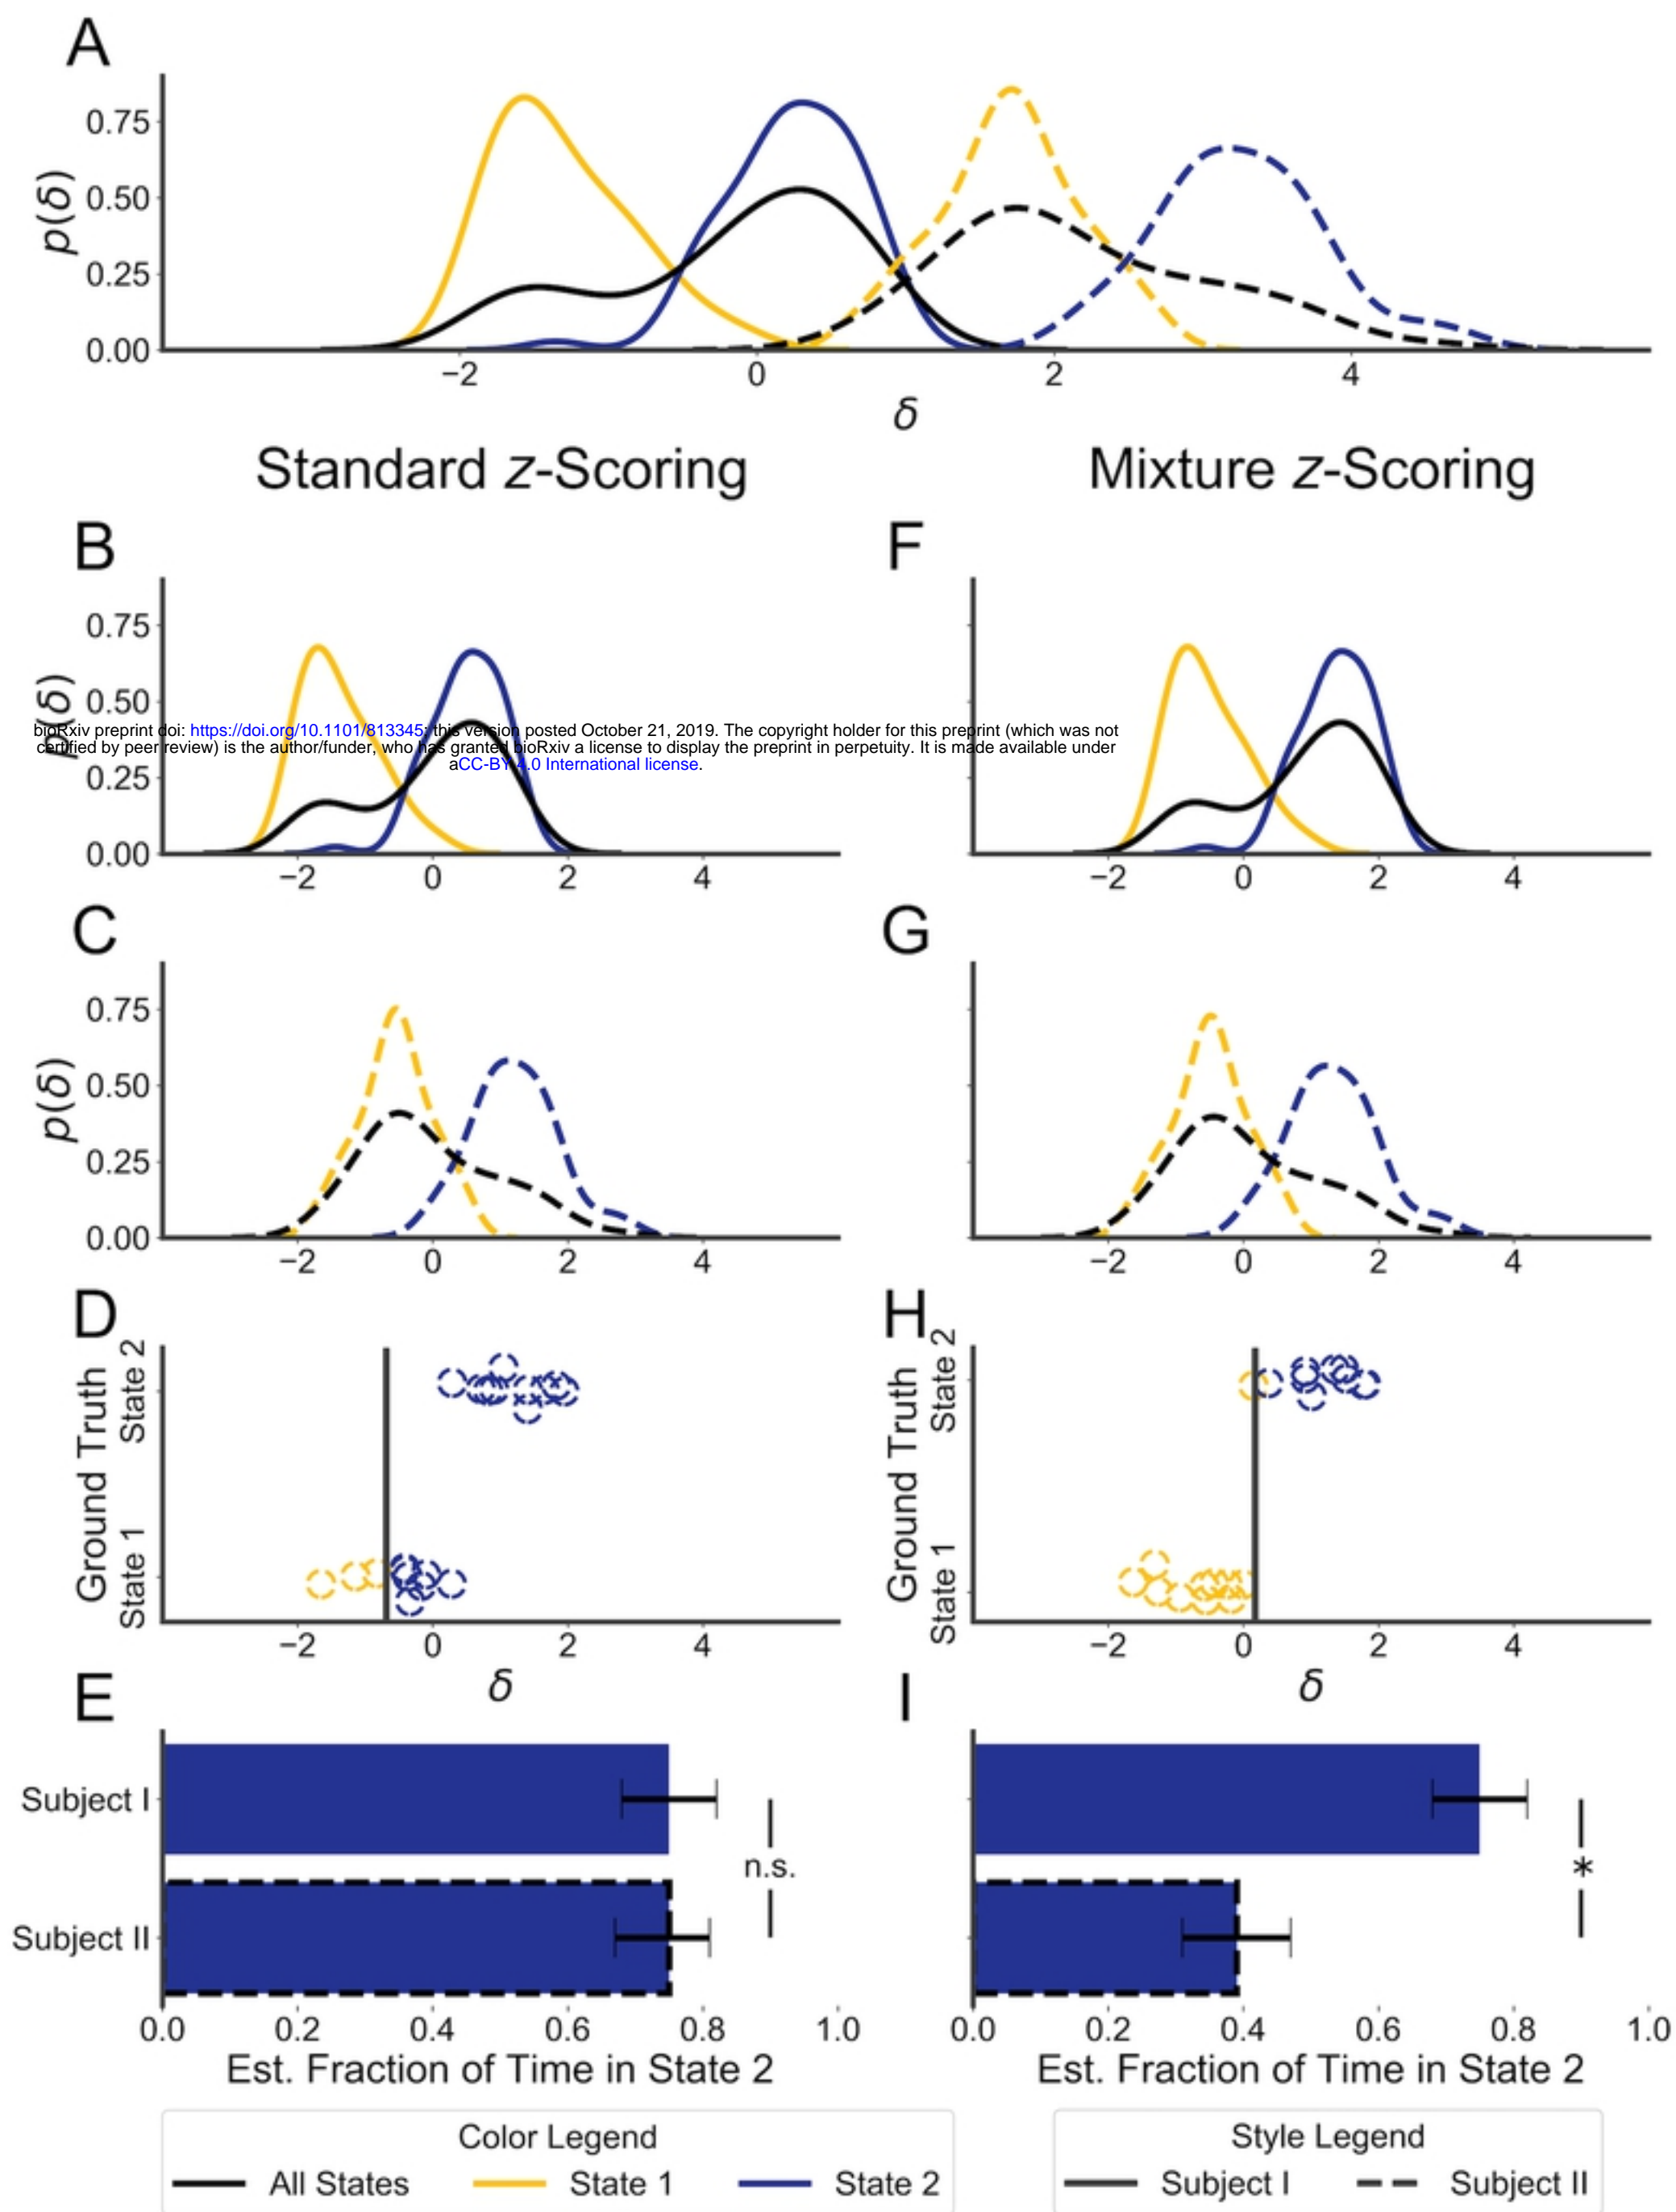 A
p(δ)
0.75
0.50
0.25
0.00
−2
0
2
4
δ
Standard z-Scoring
Mixture z-Scoring
B
p(δ)
0.75
0.50
0.25
0.00
−2
0
2
4
F
−2
0
2
4
bioRxiv preprint doi: https://doi.org/10.1101/813345; this version posted October 21, 2019. The copyright holder for this preprint (which was not
certified by peer review) is the author/funder, who has granted bioRxiv a license to display the preprint in perpetuity. It is made available under
aCC-BY 4.0 International license.
C
p(δ)
0.75
0.50
0.25
0.00
−2
0
2
4
G
−2
0
2
4
D
Ground Truth
State 2
State 1
−2
0
2
4
δ
H
Ground Truth
State 2
State 1
−2
0
2
4
δ
E
Subject I
Subject II
n.s.
0.0
0.2
0.4
0.6
0.8
1.0
Est. Fraction of Time in State 2
I
*
0.0
0.2
0.4
0.6
0.8
1.0
Est. Fraction of Time in State 2
Color Legend
All States
State 1
State 2
Style Legend
Subject I
Subject II